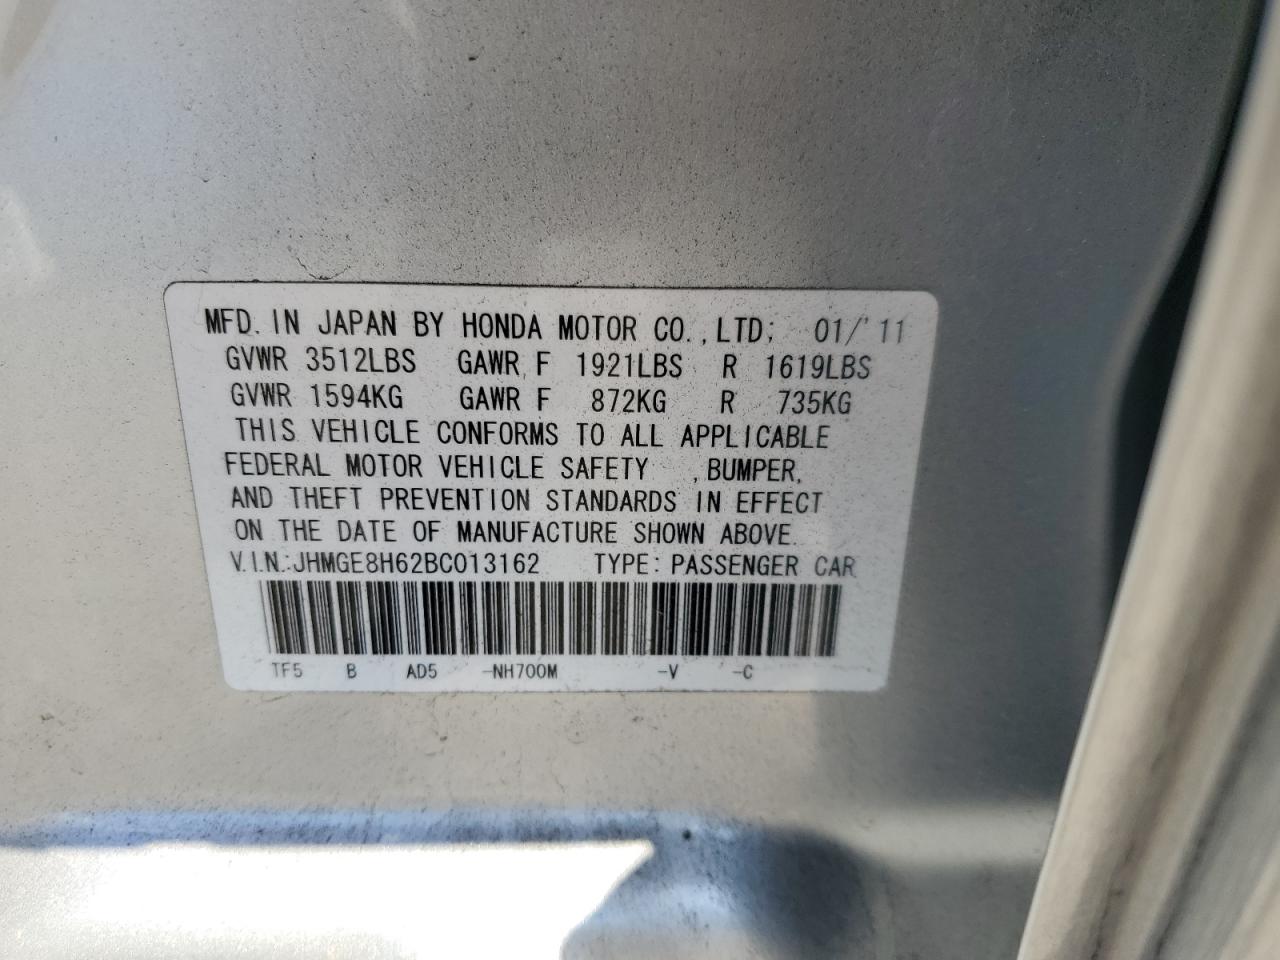 MFD. IN JAPAN BY HONDA MOTOR CO., LTD; 01/'11
GVWR 3512LBS GAWR F 1921LBS R 1619LBS
GVWR 1594KG GAWR F 872KG R 735KG
THIS VEHICLE CONFORMS TO ALL APPLICABLE
FEDERAL MOTOR VEHICLE SAFETY , BUMPER,
AND THEFT PREVENTION STANDARDS IN EFFECT
ON THE DATE OF MANUFACTURE SHOWN ABOVE.
V.I.N.:JHMGE8H62BC013162 TYPE: PASSENGER CAR
TF5 B AD5 -NH700M -V -C